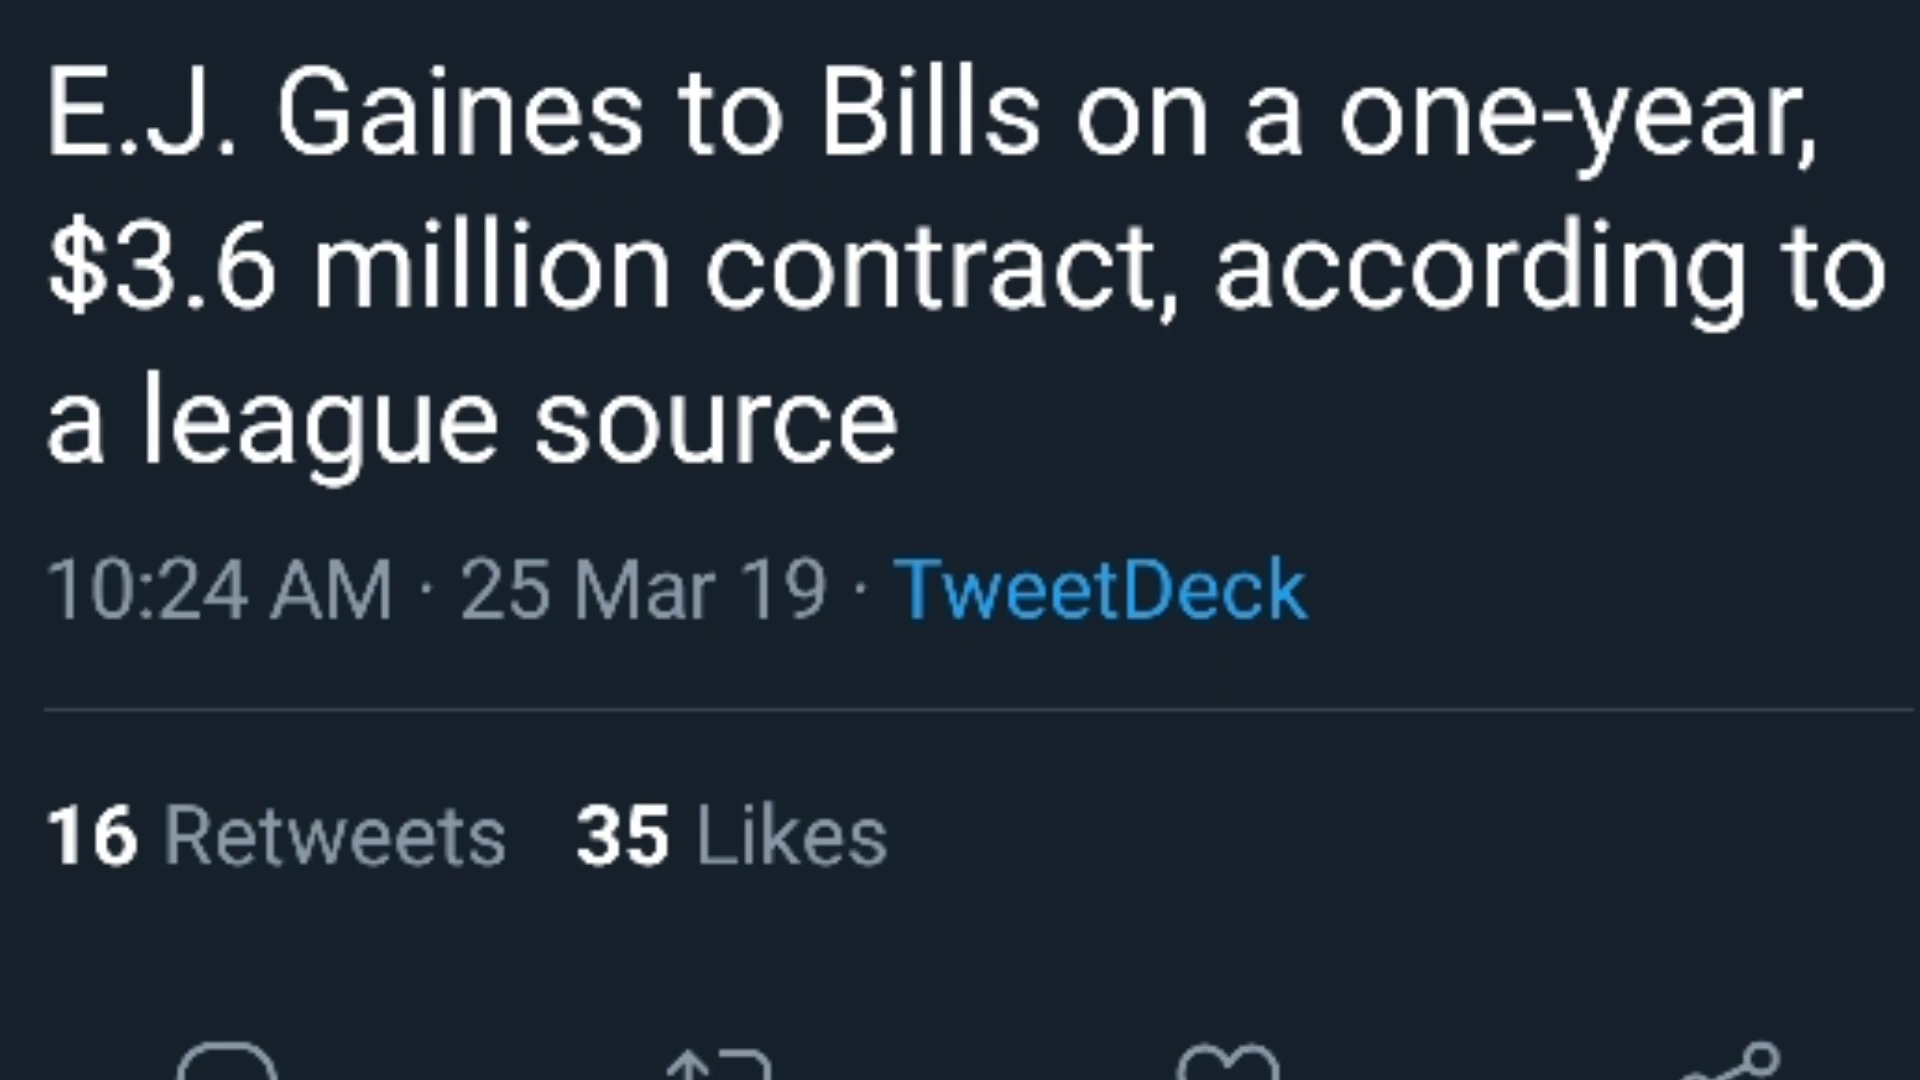 E.J. Gaines to Bills on a one-year,
$3.6 million contract, according to
a league source
10:24 AM · 25 Mar 19 · TweetDeck
16 Retweets 35 Likes